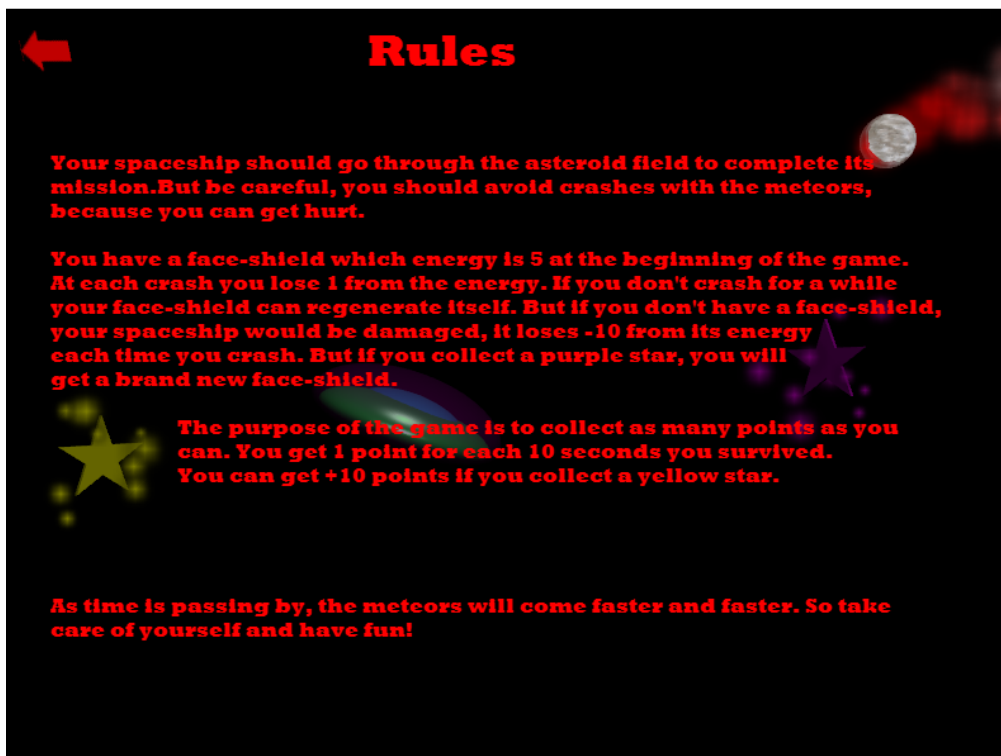 Rules
Your spaceship should go through the asteroid field to complete its
mission.But be careful, you should avoid crashes with the meteors,
because you can get hurt.
You have a face-shield which energy is 5 at the beginning of the game.
At each crash you lose 1 from the energy. If you don't crash for a while
your face-shield can regenerate itself. But if you don't have a face-shield,
your spaceship would be damaged, it loses -10 from its energy
each time you crash. But if you collect a purple star, you will
get a brand new face-shield.
The purpose of the game is to collect as many points as you
can. You get 1 point for each 10 seconds you survived.
You can get +10 points if you collect a yellow star.
As time is passing by, the meteors will come faster and faster. So take
care of yourself and have fun!